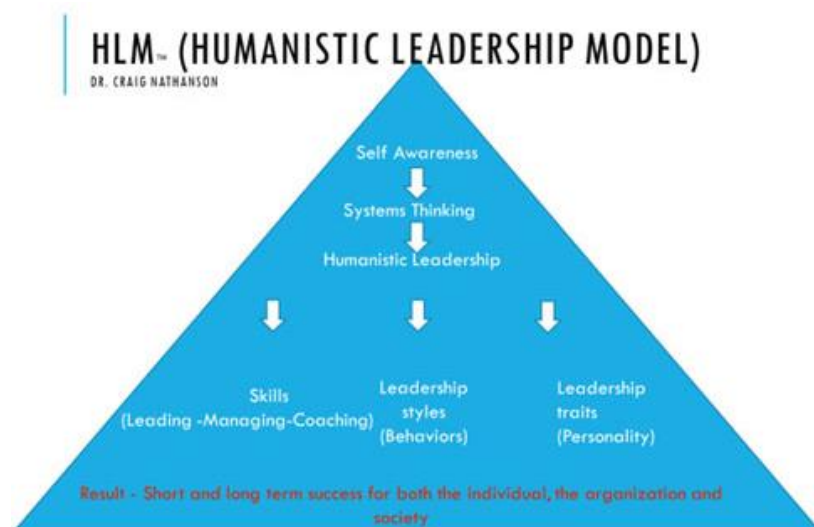 HLM™ (HUMANISTIC LEADERSHIP MODEL)
DR. CRAIG NATHANSON
Self Awareness
Systems Thinking
Humanistic Leadership
Skills
(Leading -Managing-Coaching)
Leadership
styles
(Behaviors)
Leadership
traits
(Personality)
Result - Short and long term success for both the individual, the organization and
society